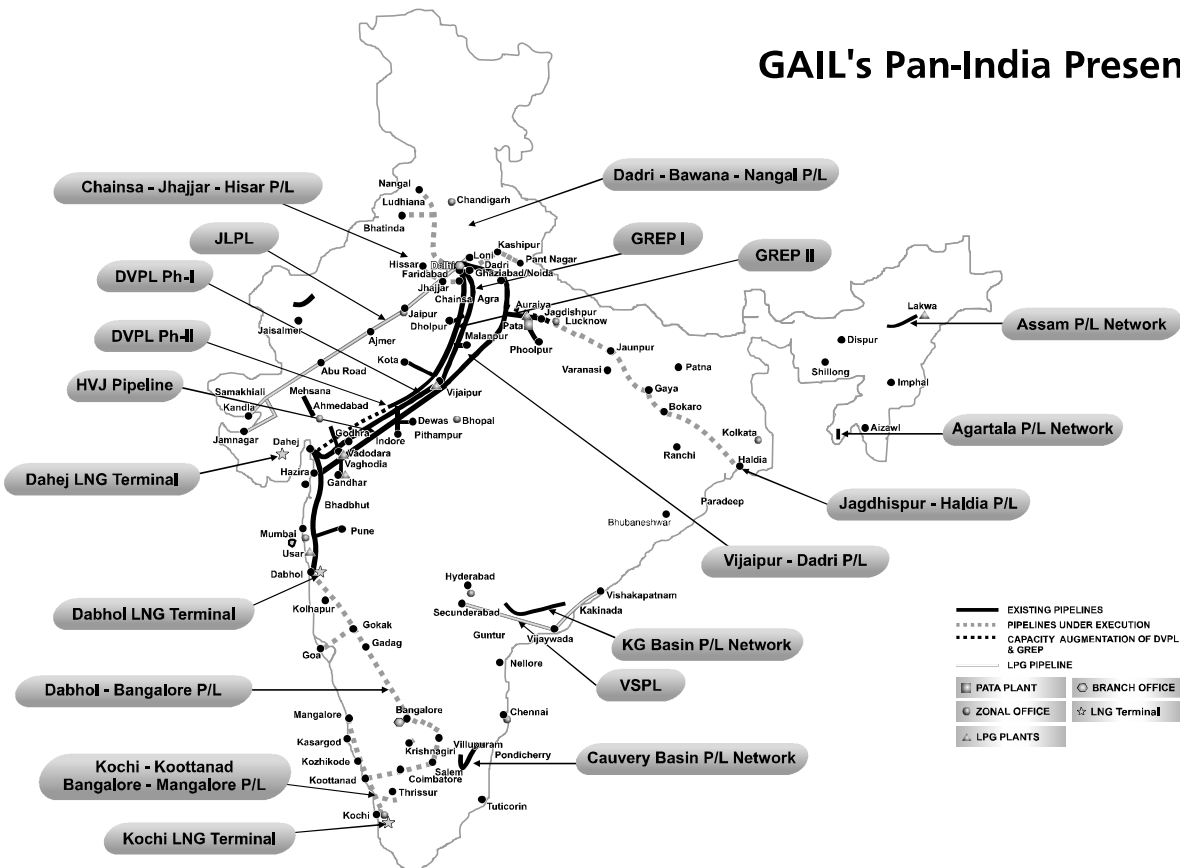 GAIL's Pan-India Presen
Chainsa - Jhajjar - Hisar P/L
Dadri - Bawana - Nangal P/L
JLPL
GREP I
DVPL Ph-I
GREP II
DVPL Ph-II
Assam P/L Network
HVJ Pipeline
Agartala P/L Network
Dahej LNG Terminal
Jagdhispur - Haldia P/L
Vijaipur - Dadri P/L
Dabhol LNG Terminal
KG Basin P/L Network
VSPL
Dabhol - Bangalore P/L
Cauvery Basin P/L Network
Kochi - Koottanad
Bangalore - Mangalore P/L
Kochi LNG Terminal
Nangal
Ludhiana
Chandigarh
Bhatinda
Kashipur
Loni
Pant Nagar
Hissar
Delhi
Dadri
Faridabad
Ghaziabad/Noida
Jhajjar
Chainsa
Agra
Auraiya
Jagdishpur
Lucknow
Pata
Phoolpur
Jaisalmer
Jaipur
Dholpur
Malanpur
Ajmer
Kota
Abu Road
Vijaipur
Jaunpur
Varanasi
Patna
Gaya
Bokaro
Ranchi
Kolkata
Haldia
Paradeep
Bhubaneshwar
Lakwa
Dispur
Shillong
Imphal
Aizawl
Samakhiali
Kandla
Mehsana
Ahmedabad
Jamnagar
Dewas
Bhopal
Pithampur
Indore
Godhra
Dahej
Vadodara
Vaghodia
Hazira
Gandhar
Bhadbhut
Mumbai
Pune
Usar
Dabhol
Kolhapur
Gokak
Gadag
Goa
Hyderabad
Secunderabad
Vishakapatnam
Kakinada
Guntur
Vijaywada
Nellore
Chennai
Bangalore
Mangalore
Kasargod
Krishnagiri
Villupuram
Pondicherry
Kozhikode
Salem
Coimbatore
Koottanad
Thrissur
Tuticorin
Kochi
EXISTING PIPELINES
PIPELINES UNDER EXECUTION
CAPACITY AUGMENTATION OF DVPL
& GREP
LPG PIPELINE
PATA PLANT
BRANCH OFFICE
ZONAL OFFICE
LNG Terminal
LPG PLANTS